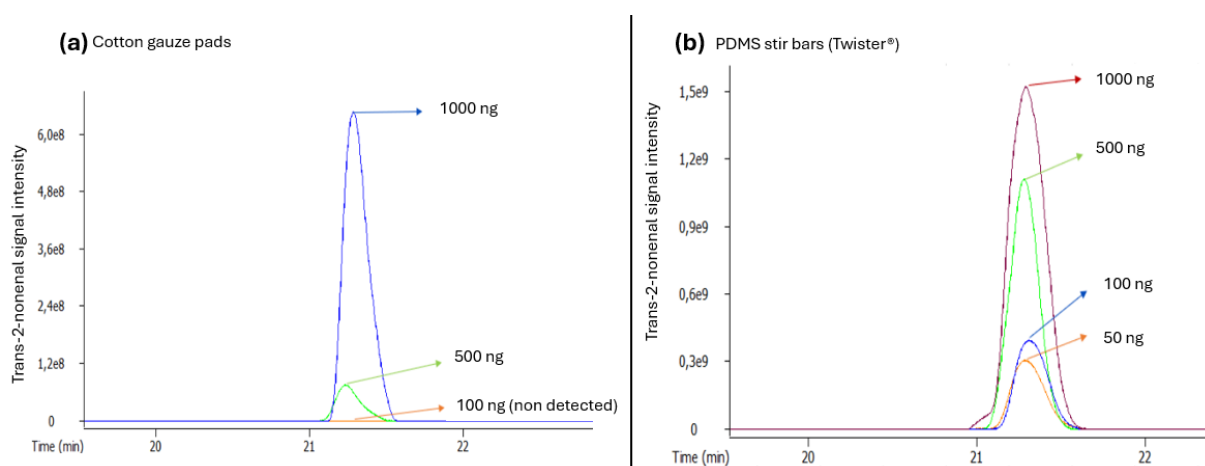 (a) Cotton gauze pads
Trans-2-nonenal signal intensity
6,0e8
4,8e8
3,6e8
2,4e8
1,2e8
0
1000 ng
500 ng
100 ng (non detected)
Time (min)
20
21
22
(b) PDMS stir bars (Twister®)
Trans-2-nonenal signal intensity
1,5e9
1,2e9
0,9e9
0,6e9
0,3e9
0
1000 ng
500 ng
100 ng
50 ng
Time (min)
20
21
22